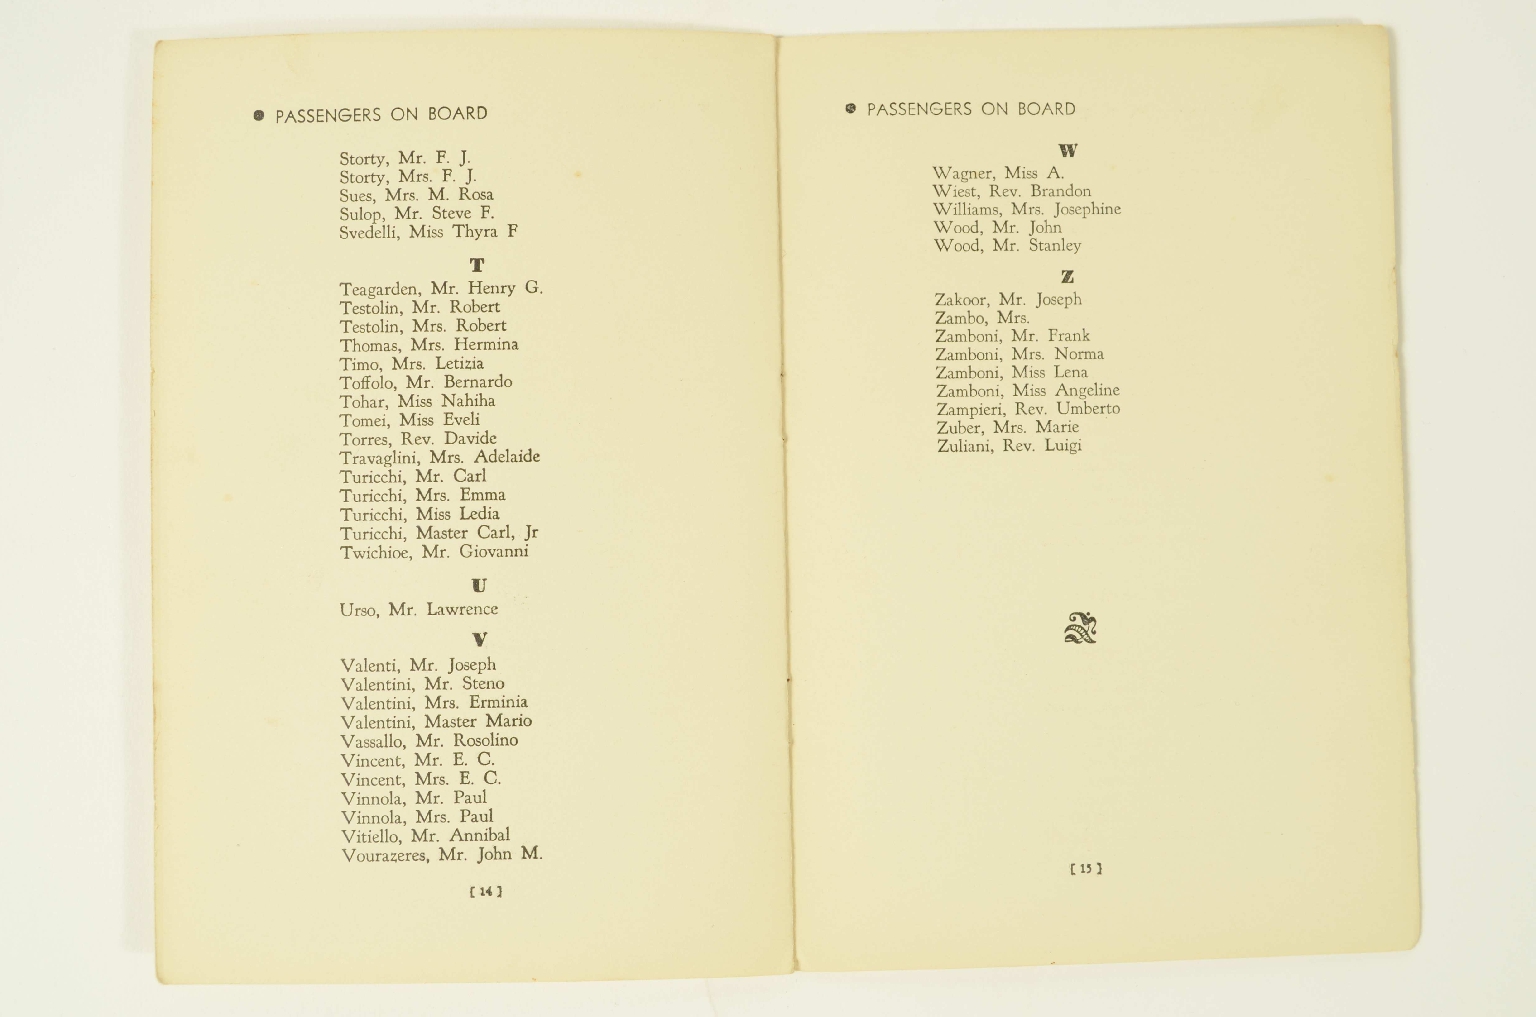 ● PASSENGERS ON BOARD
Storty, Mr. F. J.
Storty, Mrs. F. J.
Sues, Mrs. M. Rosa
Sulop, Mr. Steve F.
Svedelli, Miss Thyra F
T
Teagarden, Mr. Henry G.
Testolin, Mr. Robert
Testolin, Mrs. Robert
Thomas, Mrs. Hermina
Timo, Mrs. Letizia
Toffolo, Mr. Bernardo
Tohar, Miss Nahiha
Tomei, Miss Eveli
Torres, Rev. Davide
Travaglini, Mrs. Adelaide
Turicchi, Mr. Carl
Turicchi, Mrs. Emma
Turicchi, Miss Ledia
Turicchi, Master Carl, Jr
Twichioe, Mr. Giovanni
U
Urso, Mr. Lawrence
V
Valenti, Mr. Joseph
Valentini, Mr. Steno
Valentini, Mrs. Erminia
Valentini, Master Mario
Vassallo, Mr. Rosolino
Vincent, Mr. E. C.
Vincent, Mrs. E. C.
Vinnola, Mr. Paul
Vinnola, Mrs. Paul
Vitiello, Mr. Annibal
Vourazeres, Mr. John M.
[ 14 ]
● PASSENGERS ON BOARD
W
Wagner, Miss A.
Wiest, Rev. Brandon
Williams, Mrs. Josephine
Wood, Mr. John
Wood, Mr. Stanley
Z
Zakoor, Mr. Joseph
Zambo, Mrs.
Zamboni, Mr. Frank
Zamboni, Mrs. Norma
Zamboni, Miss Lena
Zamboni, Miss Angeline
Zampieri, Rev. Umberto
Zuber, Mrs. Marie
Zuliani, Rev. Luigi
[ 15 ]